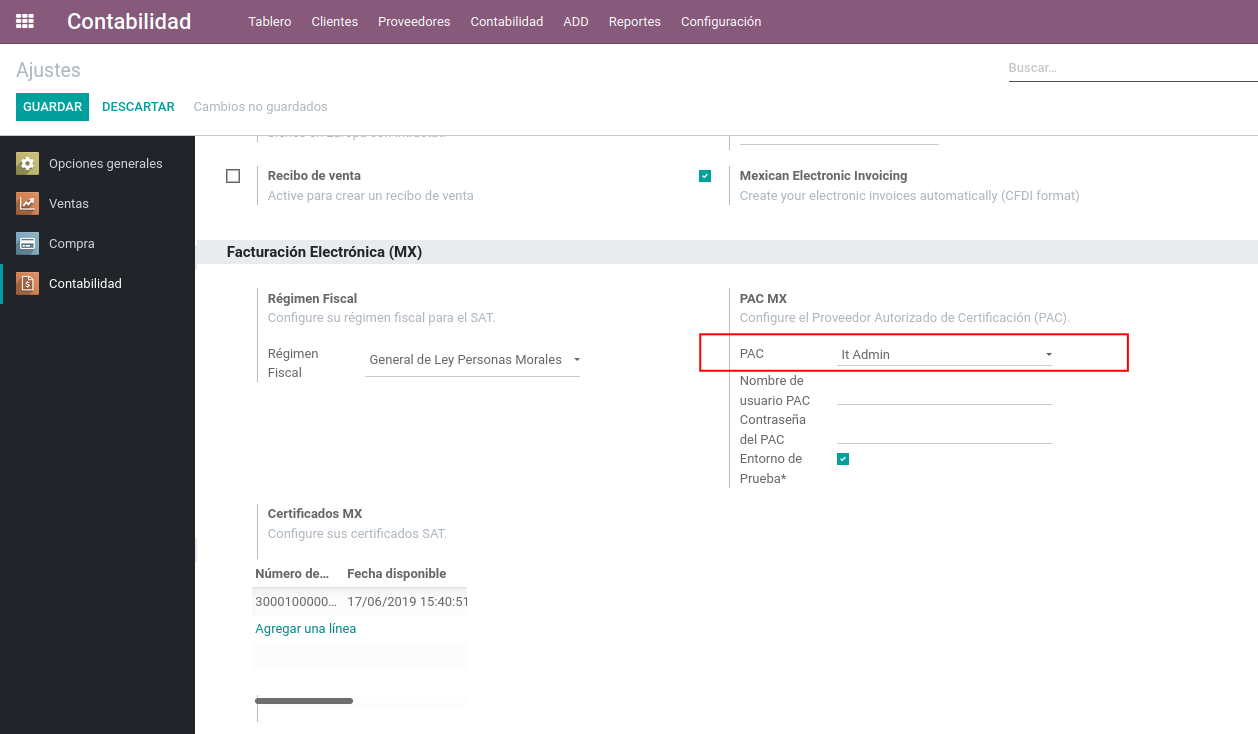 Contabilidad
Tablero
Clientes
Proveedores
Contabilidad
ADD
Reportes
Configuración
Ajustes
Buscar...
GUARDAR
DESCARTAR
Cambios no guardados
Opciones generales
Ventas
Compra
Contabilidad
Recibo de venta
Active para crear un recibo de venta
Mexican Electronic Invoicing
Create your electronic invoices automatically (CFDI format)
Facturación Electrónica (MX)
Régimen Fiscal
Configure su régimen fiscal para el SAT.
Régimen
Fiscal
General de Ley Personas Morales
PAC MX
Configure el Proveedor Autorizado de Certificación (PAC).
PAC
It Admin
Nombre de
usuario PAC
Contraseña
del PAC
Entorno de
Prueba*
Certificados MX
Configure sus certificados SAT.
Número de...
Fecha disponible
3000100000...
17/06/2019 15:40:51
Agregar una línea